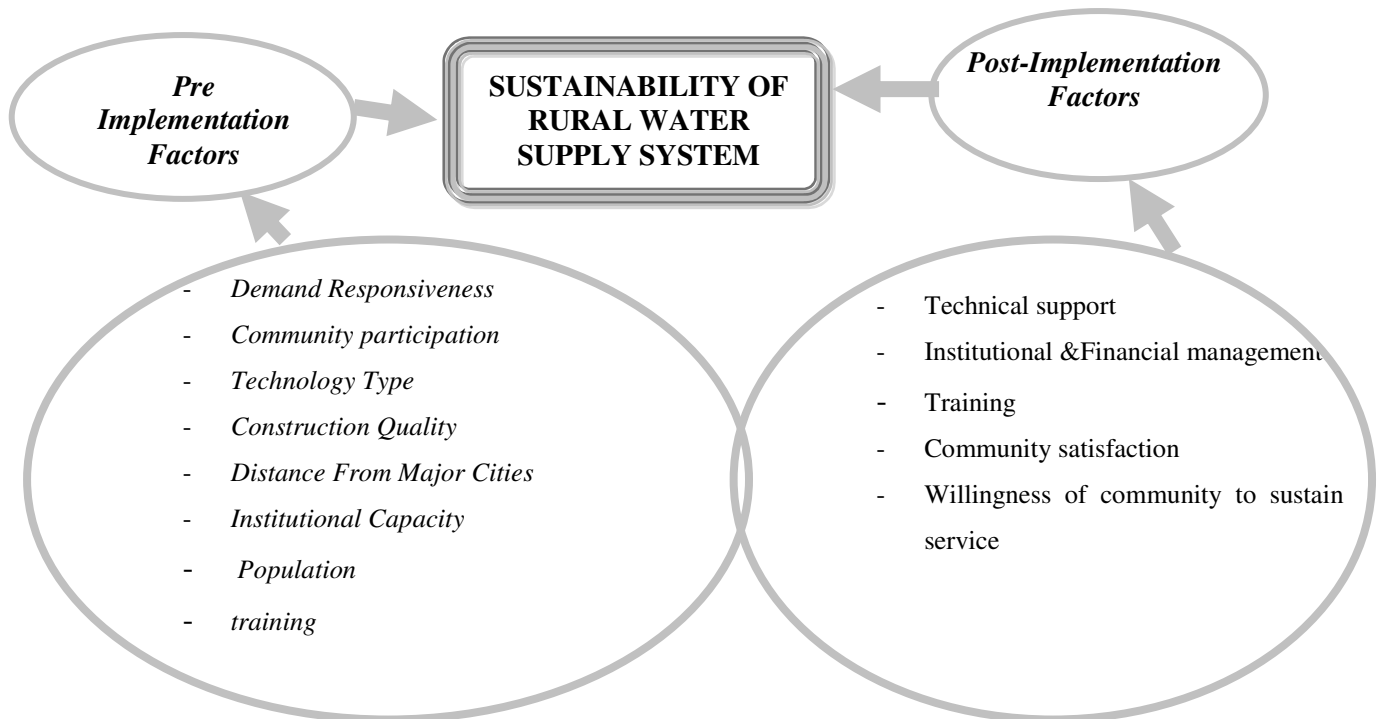 Pre
Implementation
Factors
SUSTAINABILITY OF
RURAL WATER
SUPPLY SYSTEM
Post-Implementation
Factors
- Demand Responsiveness
- Community participation
- Technology Type
- Construction Quality
- Distance From Major Cities
- Institutional Capacity
- Population
- training
- Technical support
- Institutional &Financial management
- Training
- Community satisfaction
- Willingness of community to sustain
service